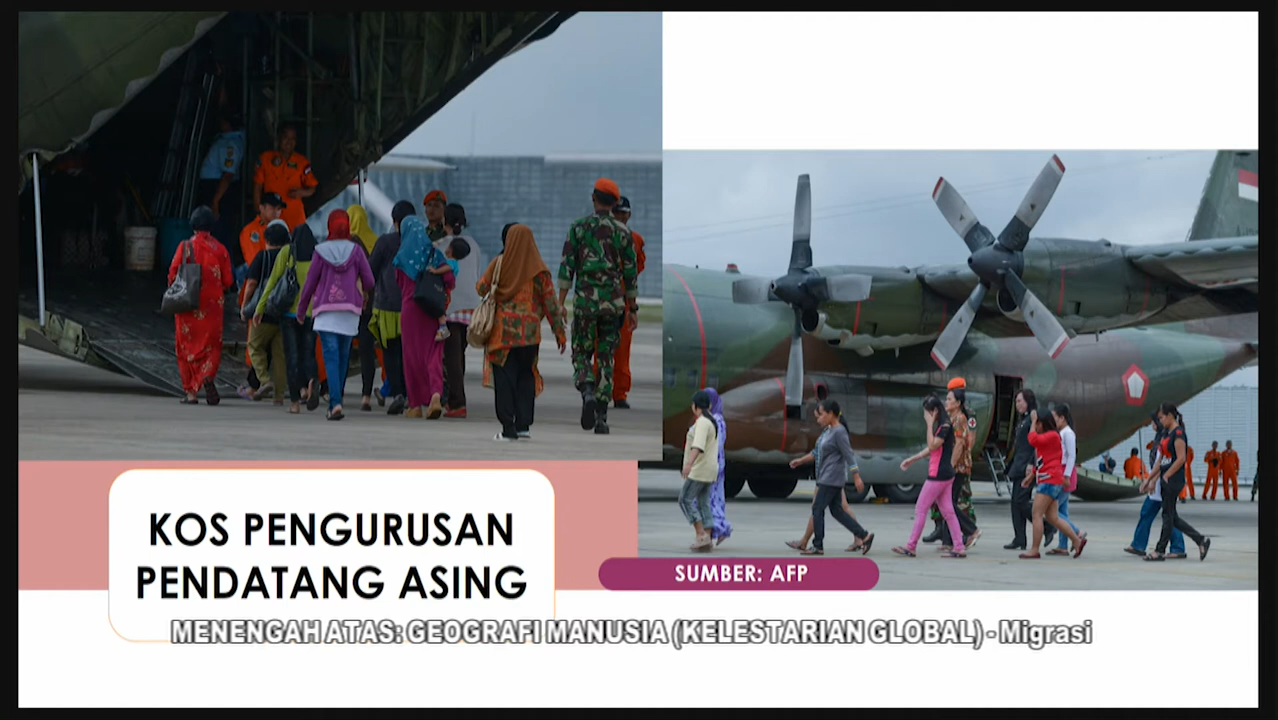 KOS PENGURUSAN
PENDATANG ASING
SUMBER: AFP
MENENGAH ATAS: GEOGRAFI MANUSIA (KELESTARIAN GLOBAL) - Migrasi